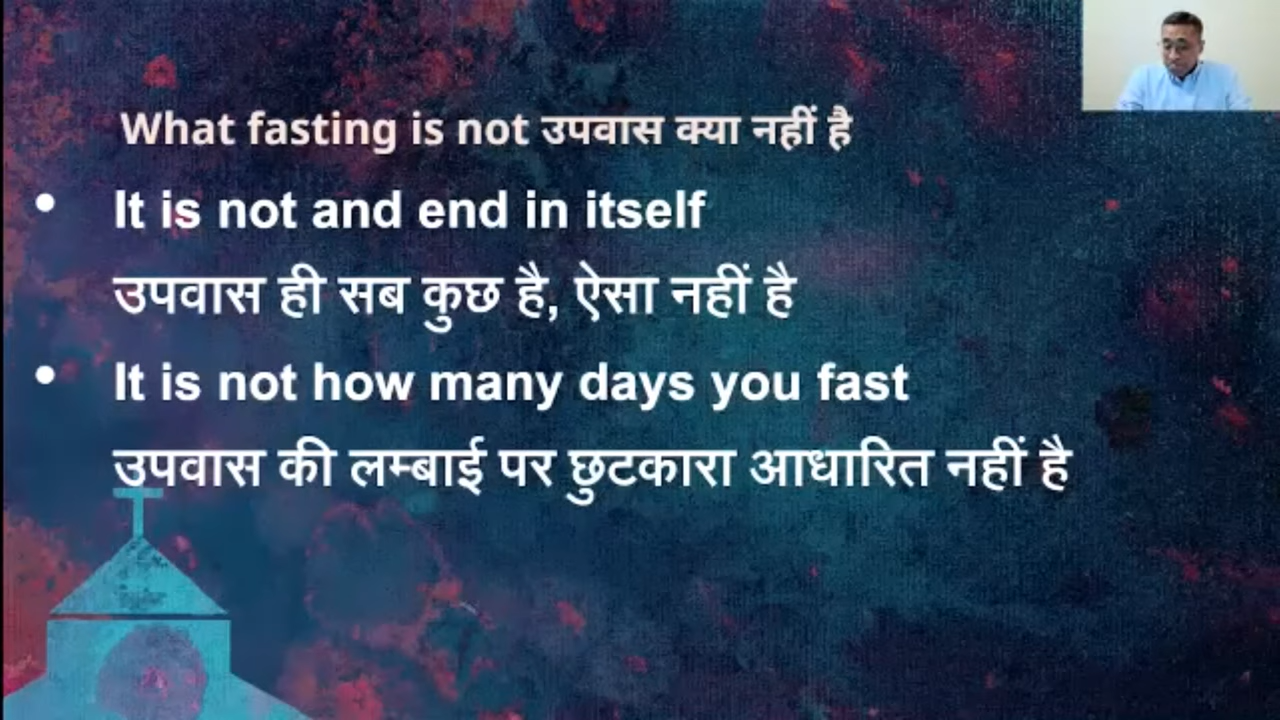 What fasting is not उपवास क्या नहीं है
• It is not and end in itself
उपवास ही सब कुछ है, ऐसा नहीं है
• It is not how many days you fast
उपवास की लम्बाई पर छुटकारा आधारित नहीं है